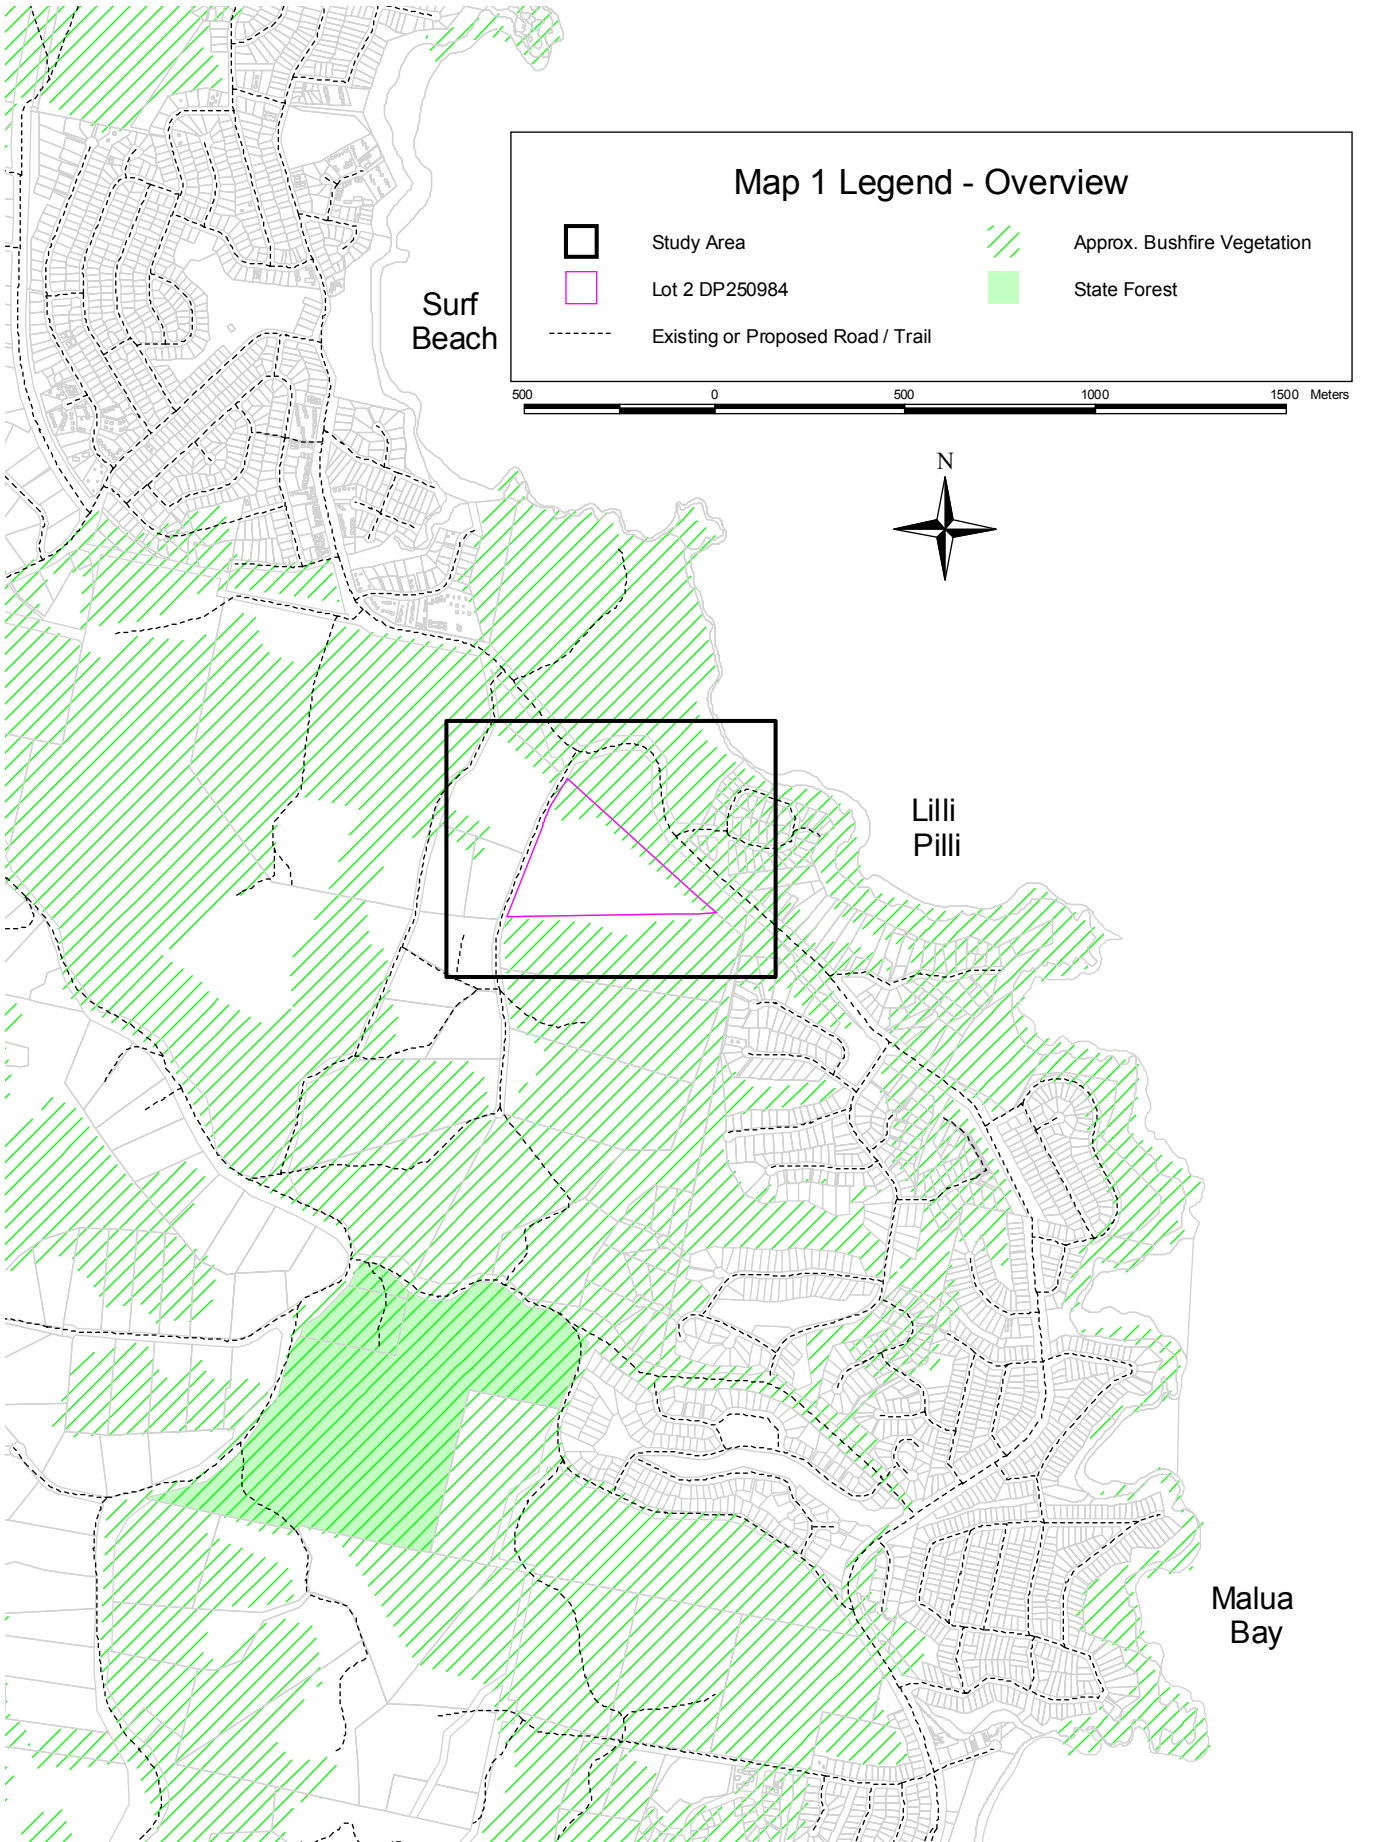 Map 1 Legend - Overview
Study Area
Approx. Bushfire Vegetation
Lot 2 DP250984
State Forest
Existing or Proposed Road / Trail
500 0 500 1000 1500 Meters
Surf
Beach
N
Lilli
Pilli
Malua
Bay